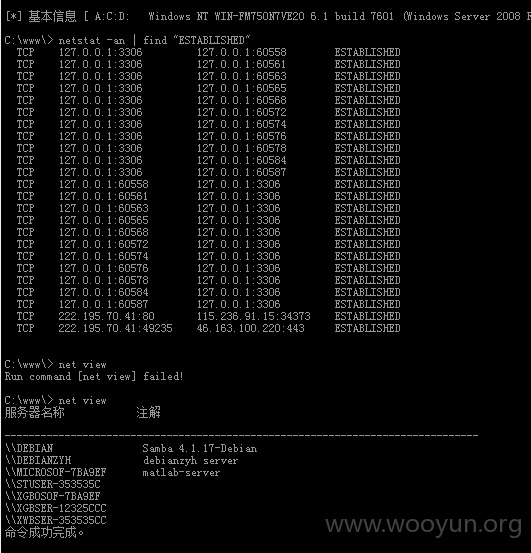 [*] 基本信息 [ A:C:D:   Windows NT WIN-FM750N7VE20 6.1 build 7601 (Windows Server 2008 R
C:\www\> netstat -an | find "ESTABLISHED"
TCP    127.0.0.1:3306         127.0.0.1:60558        ESTABLISHED
TCP    127.0.0.1:3306         127.0.0.1:60561        ESTABLISHED
TCP    127.0.0.1:3306         127.0.0.1:60563        ESTABLISHED
TCP    127.0.0.1:3306         127.0.0.1:60565        ESTABLISHED
TCP    127.0.0.1:3306         127.0.0.1:60568        ESTABLISHED
TCP    127.0.0.1:3306         127.0.0.1:60572        ESTABLISHED
TCP    127.0.0.1:3306         127.0.0.1:60574        ESTABLISHED
TCP    127.0.0.1:3306         127.0.0.1:60576        ESTABLISHED
TCP    127.0.0.1:3306         127.0.0.1:60578        ESTABLISHED
TCP    127.0.0.1:3306         127.0.0.1:60584        ESTABLISHED
TCP    127.0.0.1:3306         127.0.0.1:60587        ESTABLISHED
TCP    127.0.0.1:60558        127.0.0.1:3306         ESTABLISHED
TCP    127.0.0.1:60561        127.0.0.1:3306         ESTABLISHED
TCP    127.0.0.1:60563        127.0.0.1:3306         ESTABLISHED
TCP    127.0.0.1:60565        127.0.0.1:3306         ESTABLISHED
TCP    127.0.0.1:60568        127.0.0.1:3306         ESTABLISHED
TCP    127.0.0.1:60572        127.0.0.1:3306         ESTABLISHED
TCP    127.0.0.1:60574        127.0.0.1:3306         ESTABLISHED
TCP    127.0.0.1:60576        127.0.0.1:3306         ESTABLISHED
TCP    127.0.0.1:60578        127.0.0.1:3306         ESTABLISHED
TCP    127.0.0.1:60584        127.0.0.1:3306         ESTABLISHED
TCP    127.0.0.1:60587        127.0.0.1:3306         ESTABLISHED
TCP    222.195.70.41:80       115.236.91.15:34373    ESTABLISHED
TCP    222.195.70.41:49235    46.163.100.220:443     ESTABLISHED
C:\www\> net view
Run command [net view] failed!
C:\www\> net view
服务器名称            注解
-------------------------------------------------------------------------------
\\DEBIAN               Samba 4.1.17-Debian
\\DEBIANZYH            debianzyh server
\\MICROSOF-7BA9EF      matlab-server
\\STUSER-353535C
\\XGBOSOF-7BA9EF
\\XGBSER-12325CCC
\\XWBSER-353535CC
命令成功完成。
www.wooyun.org